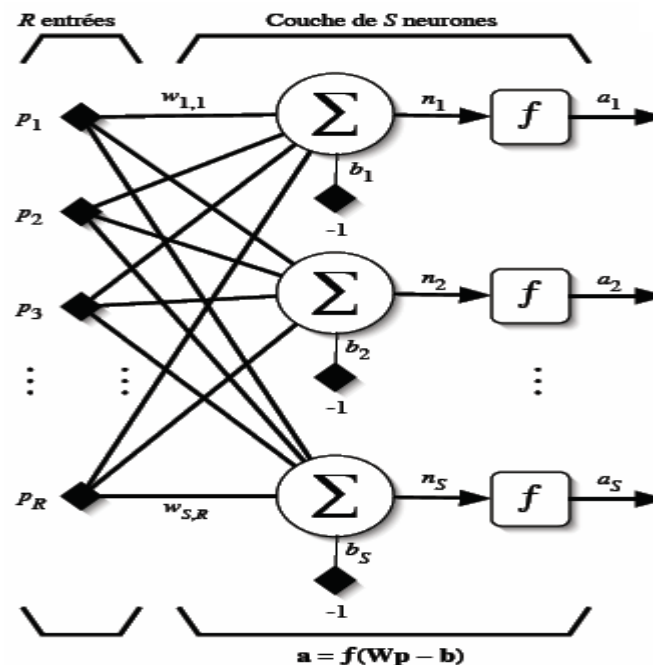 R entrées Couche de S neurones
p1 w1,1 Σ n1 f a1
b1
-1
p2
Σ n2 f a2
p3
b2
-1
⋮ ⋮ ⋮
pR wS,R Σ nS f aS
bS
-1
a = f(Wp – b)